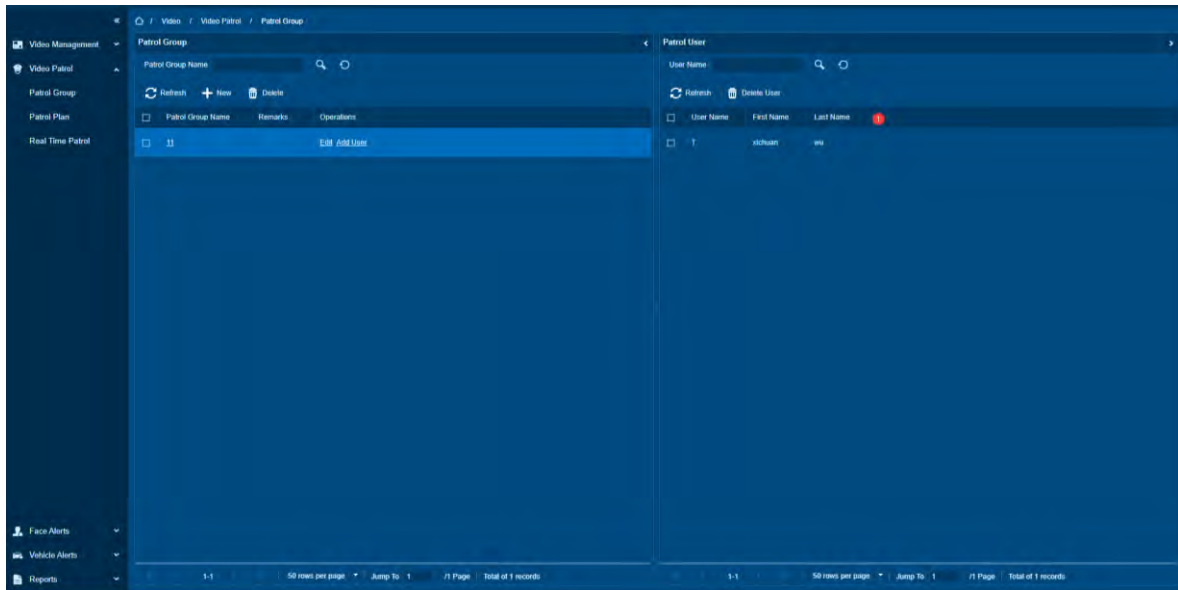 « / Video / Video Patrol / Patrol Group
Video Management
Video Patrol
Patrol Group
Patrol Plan
Real Time Patrol
Face Alerts
Vehicle Alerts
Reports
Patrol Group
Patrol Group Name
Refresh New Delete
Patrol Group Name Remarks Operations
11 Edit Add User
1-1 50 rows per page Jump To 1 /1 Page Total of 1 records
Patrol User
User Name
Refresh Delete User
User Name First Name Last Name 1
xichuan wu
1-1 50 rows per page Jump To 1 /1 Page Total of 1 records